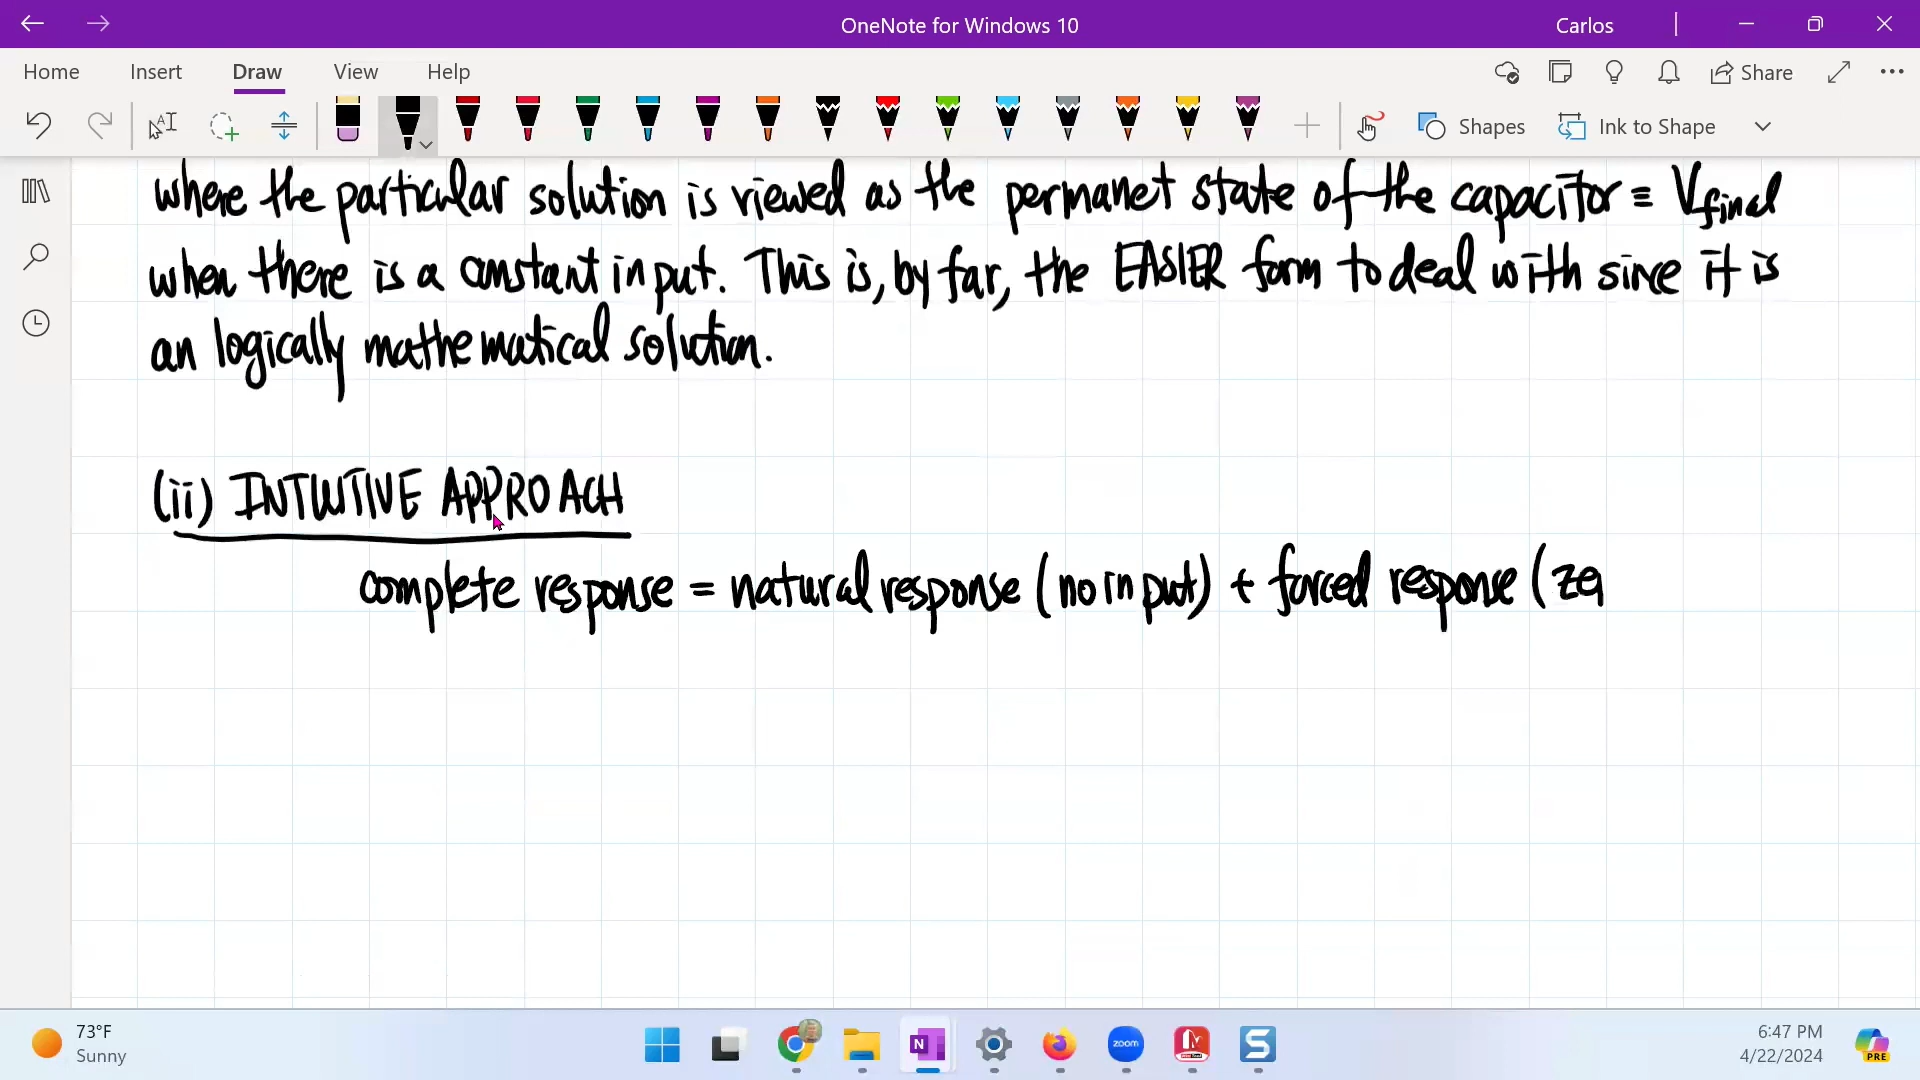 OneNote for Windows 10
Carlos
Home Insert Draw View Help
Share
Shapes
Ink to Shape
where the particular solution is viewed as the permanet state of the capacitor ≡ Vfinal
when there is a constant input. This is, by far, the EASIER form to deal with since it is
an logically mathematical solution.
(ii) INTUITIVE APPROACH
complete response = natural response (no input) + forced response (ze
73°F
Sunny
zoom
6:47 PM
4/22/2024
PRE